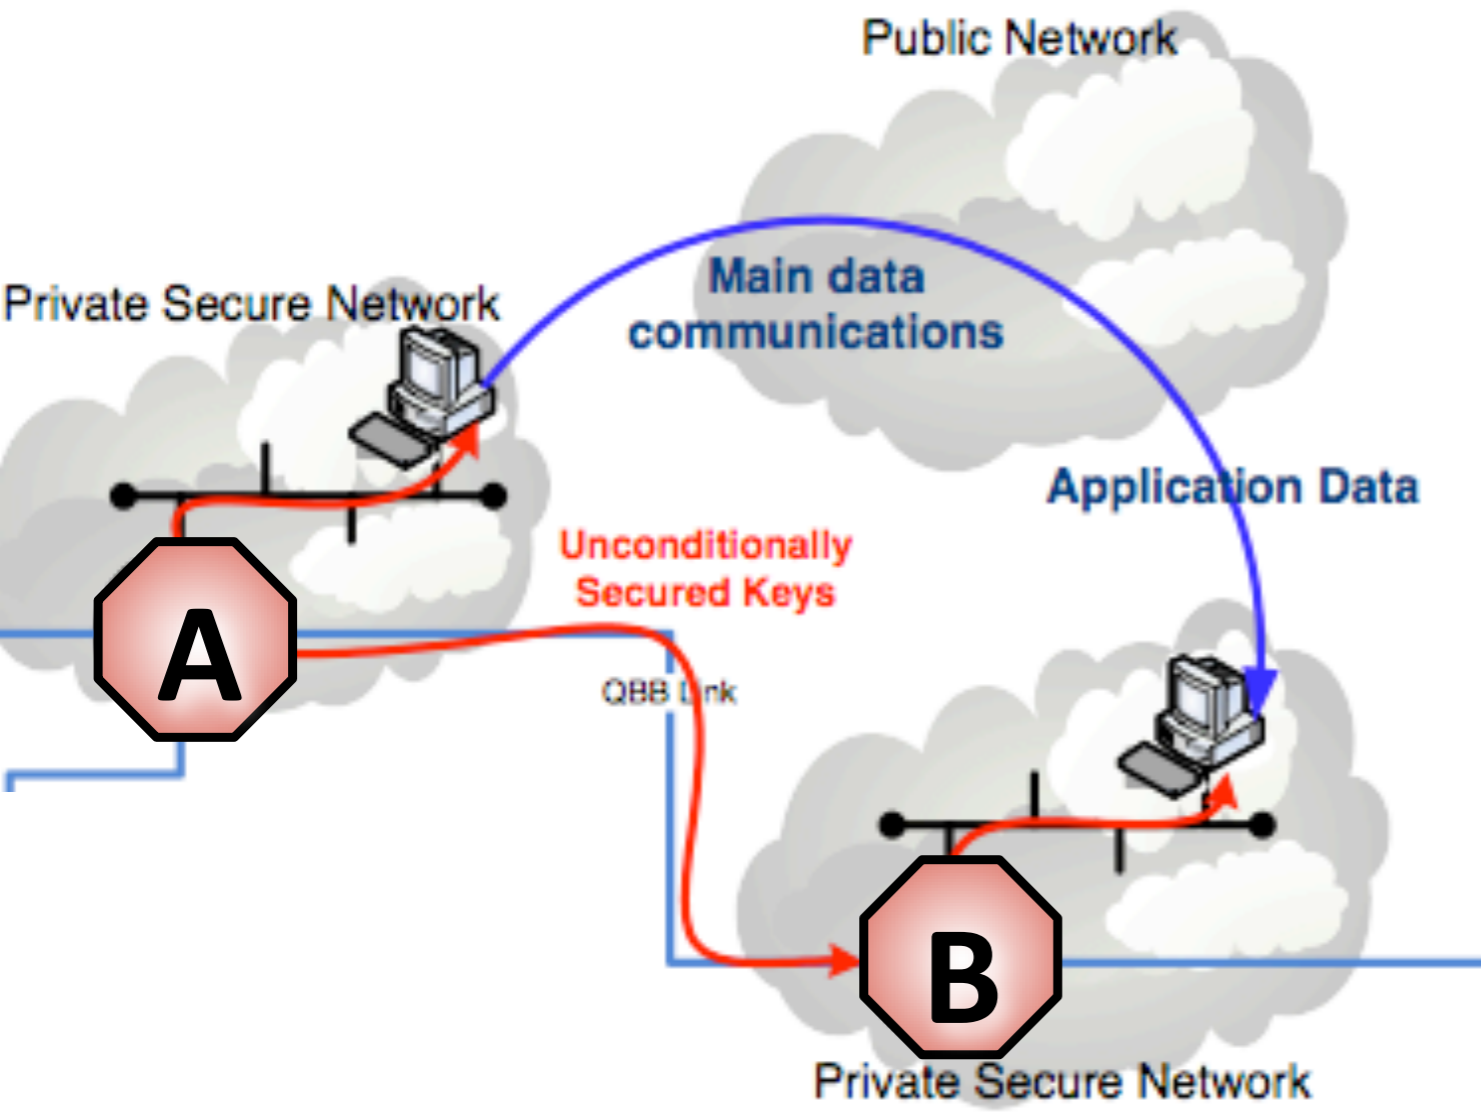 Public Network
Main data
communications
Private Secure Network
Application Data
Unconditionally
Secured Keys
A
QBB Link
B
Private Secure Network